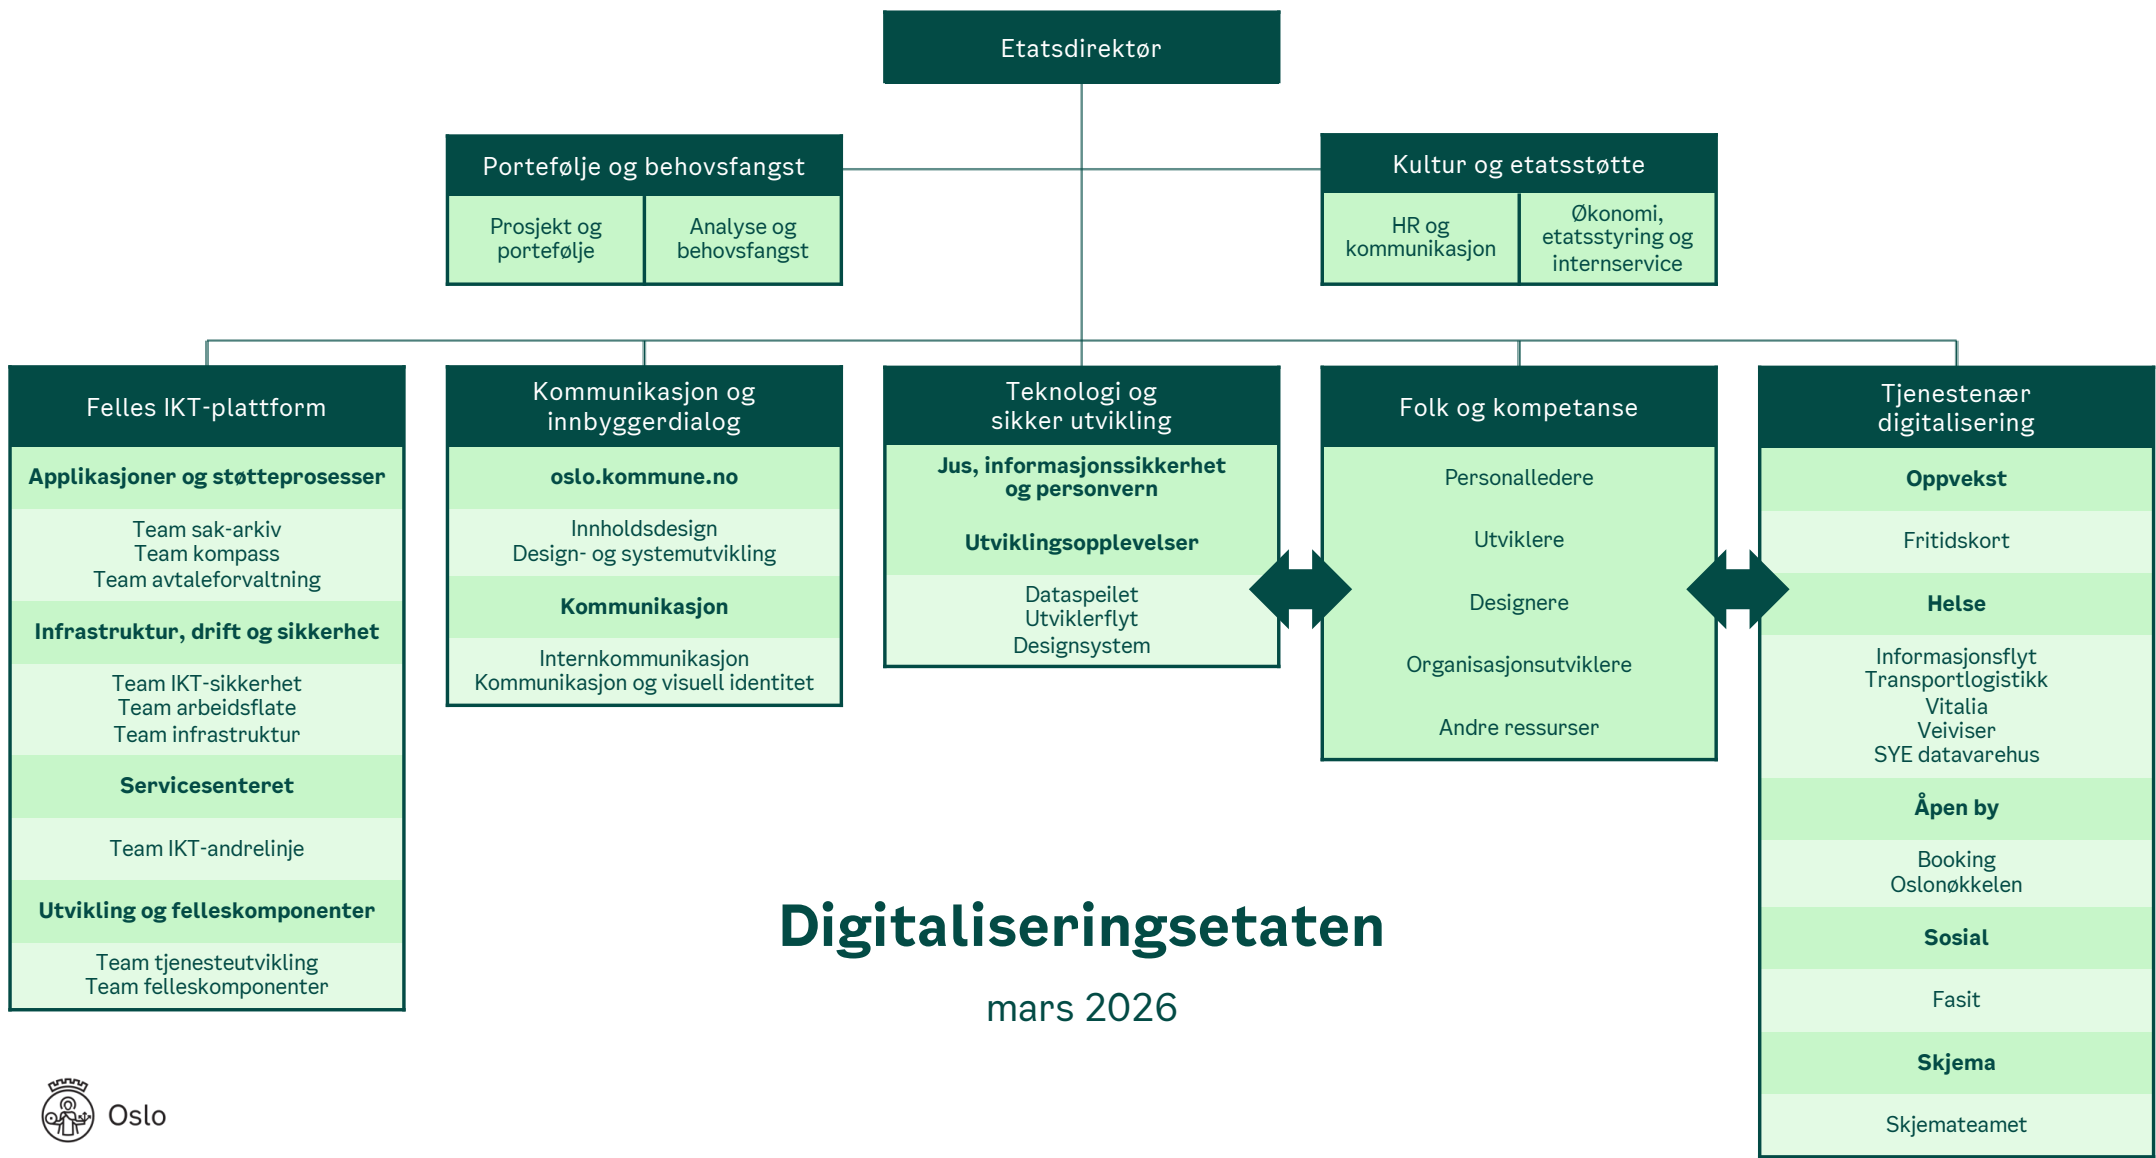 Etatsdirektør
Portefølje og behovsfangst
Prosjekt og
portefølje
Analyse og
behovsfangst
Kultur og etatsstøtte
HR og
kommunikasjon
Økonomi,
etatsstyring og
internservice
Felles IKT-plattform
Applikasjoner og støtteprosesser
Team sak-arkiv
Team kompass
Team avtaleforvaltning
Infrastruktur, drift og sikkerhet
Team IKT-sikkerhet
Team arbeidsflate
Team infrastruktur
Servicesenteret
Team IKT-andrelinje
Utvikling og felleskomponenter
Team tjenesteutvikling
Team felleskomponenter
Kommunikasjon og
innbyggerdialog
oslo.kommune.no
Innholdsdesign
Design- og systemutvikling
Kommunikasjon
Internkommunikasjon
Kommunikasjon og visuell identitet
Teknologi og
sikker utvikling
Jus, informasjonssikkerhet
og personvern
Utviklingsopplevelser
Dataspeilet
Utviklerflyt
Designsystem
Folk og kompetanse
Personalledere
Utviklere
Designere
Organisasjonsutviklere
Andre ressurser
Tjenestenær
digitalisering
Oppvekst
Fritidskort
Helse
Informasjonsflyt
Transportlogistikk
Vitalia
Veiviser
SYE datavarehus
Åpen by
Booking
Oslonøkkelen
Sosial
Fasit
Skjema
Skjemateamet
Digitaliseringsetaten
mars 2026
Oslo